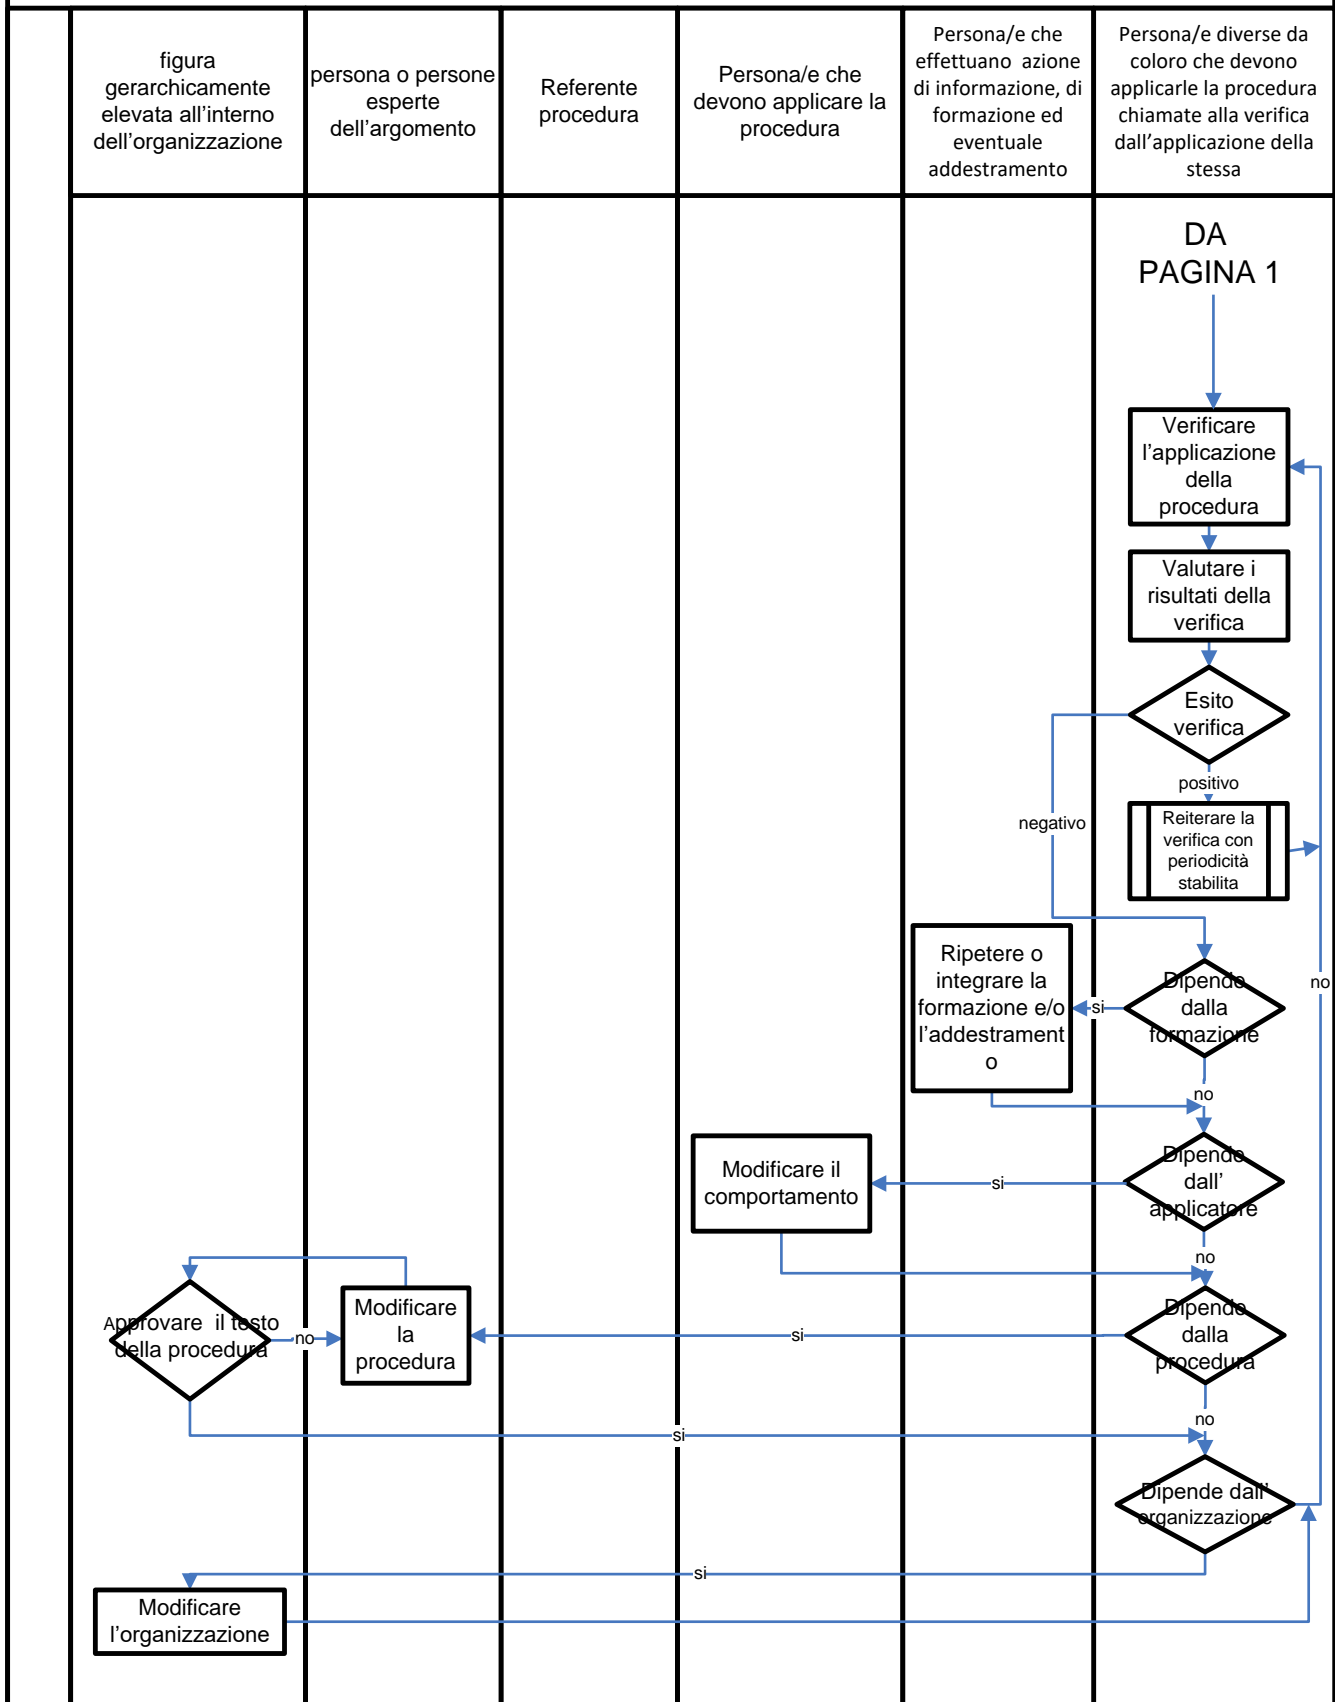 figura
gerarchicamente
elevata all’interno
dell’organizzazione
persona o persone
esperte
dell’argomento
Referente
procedura
Persona/e che
devono applicare la
procedura
Persona/e che
effettuano azione
di informazione, di
formazione ed
eventuale
addestramento
Persona/e diverse da
coloro che devono
applicarle la procedura
chiamate alla verifica
dall’applicazione della
stessa
DA
PAGINA 1
Verificare
l’applicazione
della
procedura
Valutare i
risultati della
verifica
Esito
verifica
positivo
negativo
Reiterare la
verifica con
periodicità
stabilita
Ripetere o
integrare la
formazione e/o
l’addestrament
o
si
Dipende
dalla
formazione
no
no
Modificare il
comportamento
si
Dipende
dall’
applicatore
no
Approvare il testo
della procedura
no
Modificare
la
procedura
si
Dipende
dalla
procedura
no
si
Dipende dall’
organizzazione
si
Modificare
l’organizzazione